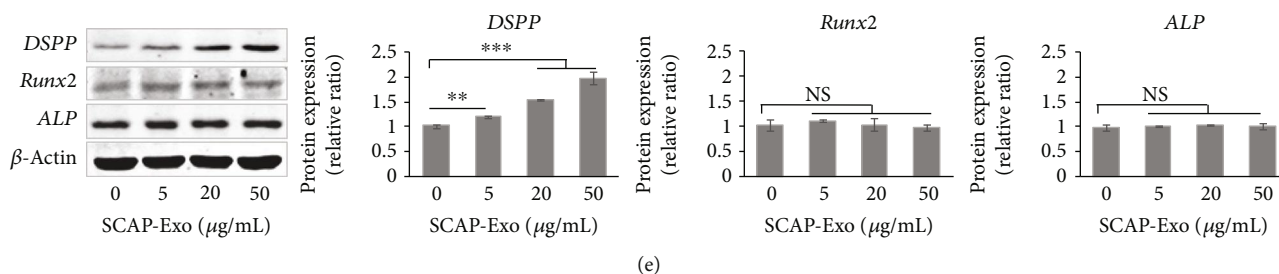 DSPP
Runx2
ALP
β-Actin
0 5 20 50
SCAP-Exo (μg/mL)
DSPP
Protein expression
(relative ratio)
2.5
2
1.5
1
0.5
0
**
***
0 5 20 50
SCAP-Exo (μg/mL)
Runx2
Protein expression
(relative ratio)
2.5
2
1.5
1
0.5
0
NS
0 5 20 50
SCAP-Exo (μg/mL)
ALP
Protein expression
(relative ratio)
2.5
2
1.5
1
0.5
0
NS
0 5 20 50
SCAP-Exo (μg/mL)
(e)